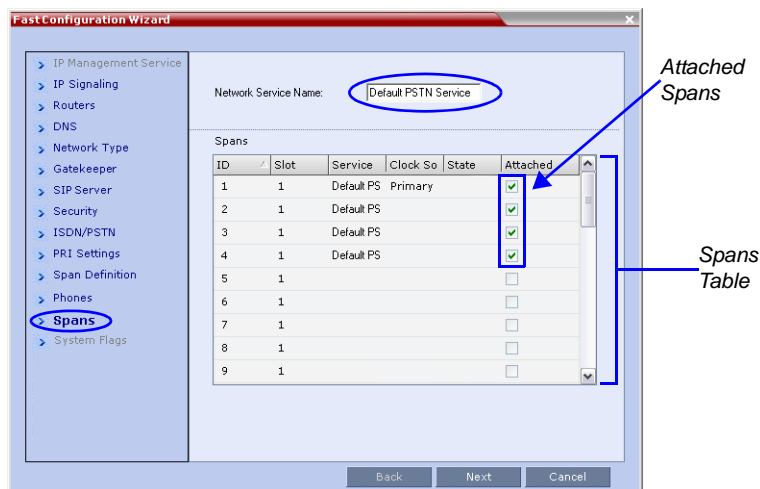 Fast Configuration Wizard
IP Management Service
IP Signaling
Routers
DNS
Network Type
Gatekeeper
SIP Server
Security
ISDN/PSTN
PRI Settings
Span Definition
Phones
Spans
System Flags
Network Service Name: Default PSTN Service
Spans
ID Slot Service Clock So State Attached
1 1 Default PS Primary
2 1 Default PS
3 1 Default PS
4 1 Default PS
5 1
6 1
7 1
8 1
9 1
Back Next Cancel
Attached
Spans
Spans
Table